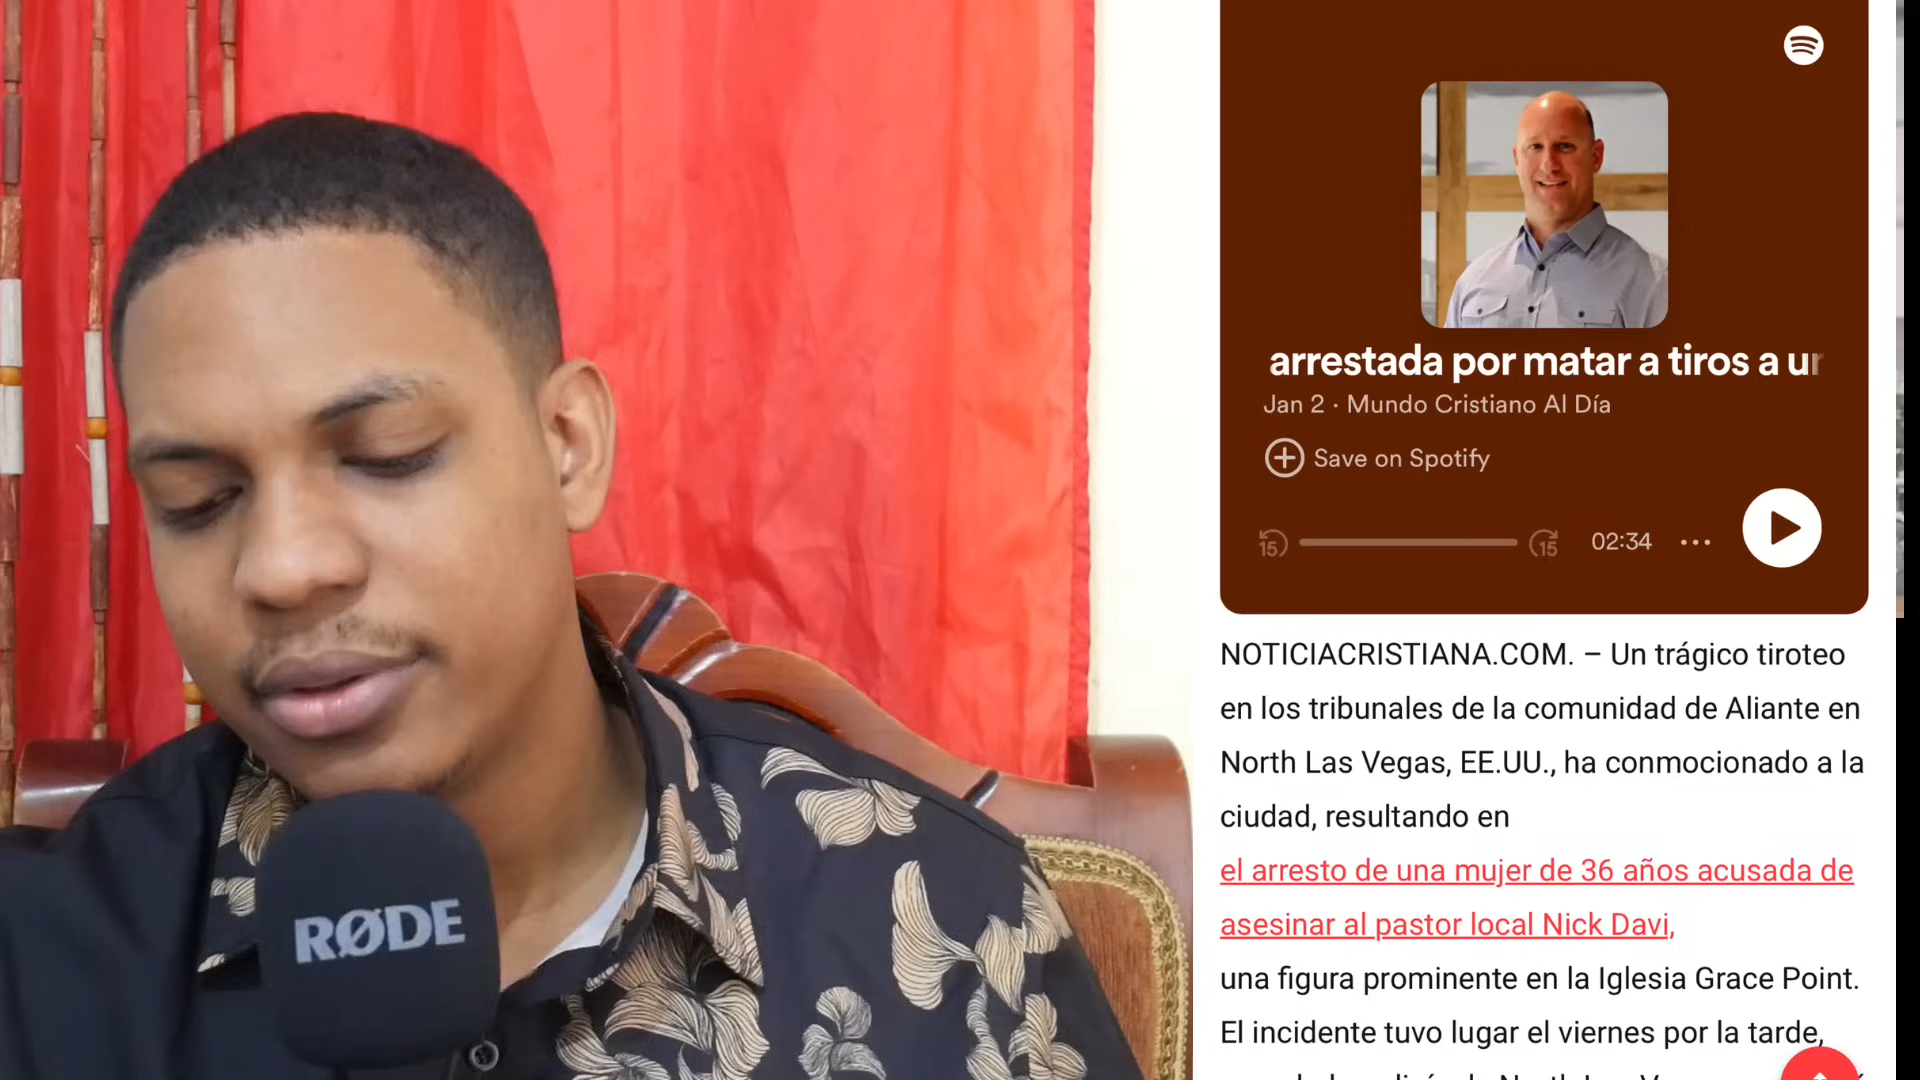 arrestada por matar a tiros a un
Jan 2 · Mundo Cristiano Al Día
Save on Spotify
15
15
02:34
...
RØDE
NOTICIACRISTIANA.COM. – Un trágico tiroteo
en los tribunales de la comunidad de Aliante en
North Las Vegas, EE.UU., ha conmocionado a la
ciudad, resultando en
el arresto de una mujer de 36 años acusada de
asesinar al pastor local Nick Davi,
una figura prominente en la Iglesia Grace Point.
El incidente tuvo lugar el viernes por la tarde,